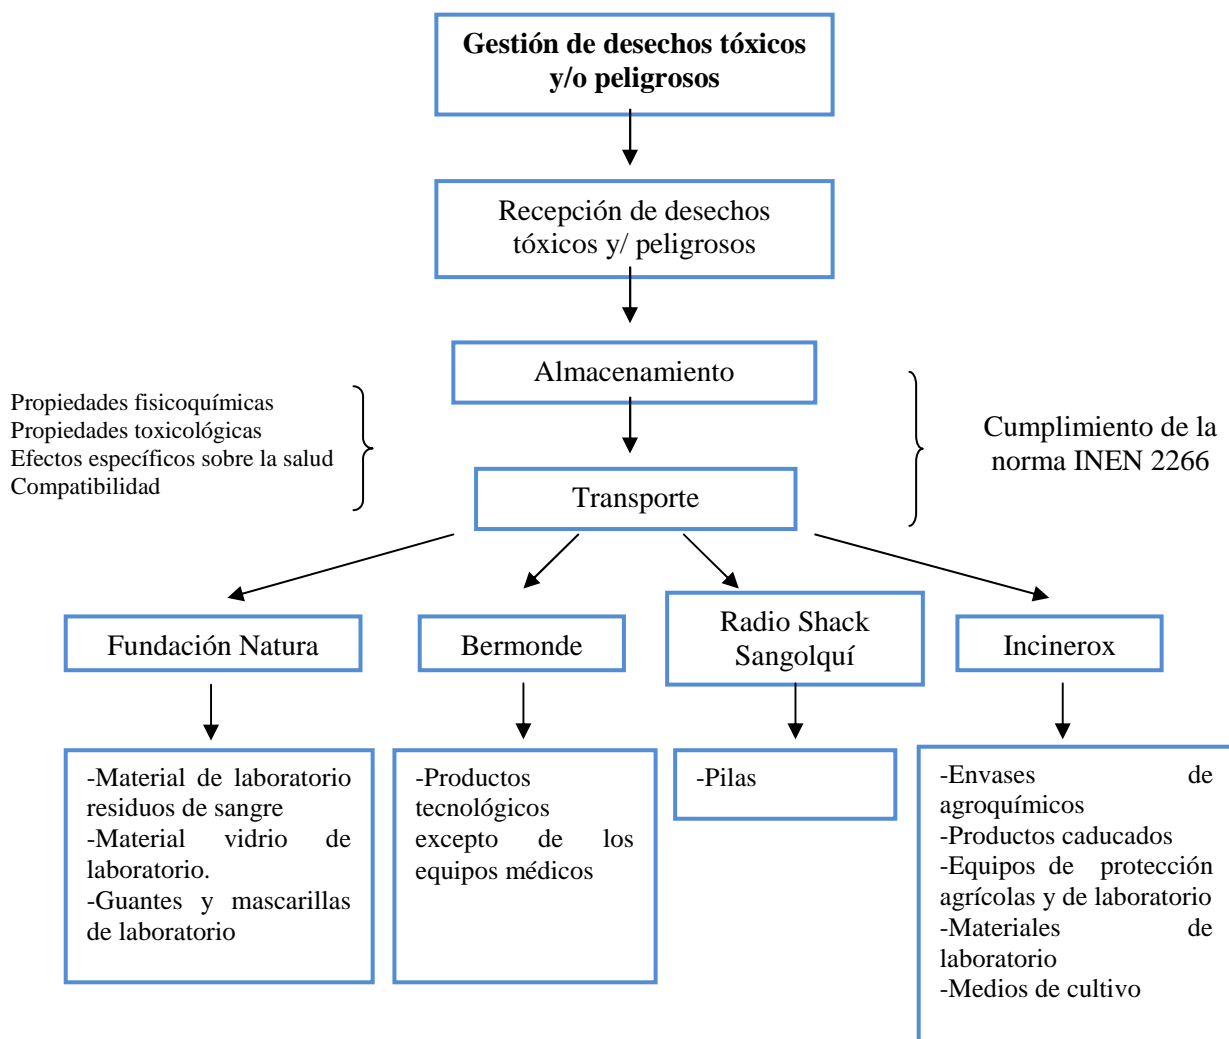 Gestión de desechos tóxicos
y/o peligrosos
Recepción de desechos
tóxicos y/ peligrosos
Almacenamiento
Propiedades fisicoquímicas
Propiedades toxicológicas
Efectos específicos sobre la salud
Compatibilidad
Cumplimiento de la
norma INEN 2266
Transporte
Fundación Natura
Bermonde
Radio Shack
Sangolquí
Incinerox
-Material de laboratorio
residuos de sangre
-Material vidrio de
laboratorio.
-Guantes y mascarillas
de laboratorio
-Productos
tecnológicos
excepto de los
equipos médicos
-Pilas
-Envases de
agroquímicos
-Productos caducados
-Equipos de protección
agrícolas y de laboratorio
-Materiales de
laboratorio
-Medios de cultivo